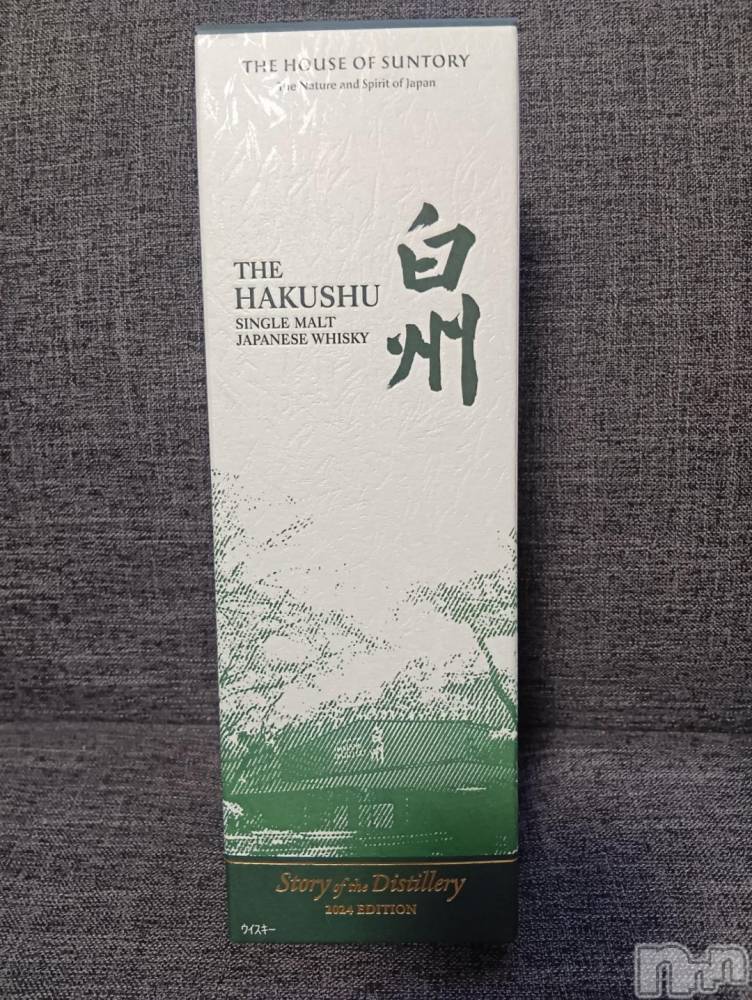 THE HOUSE OF SUNTORY
The Nature and Spirit of Japan
白州
THE
HAKUSHU
SINGLE MALT
JAPANESE WHISKY
Story of the Distillery
2024 EDITION
ウイスキー